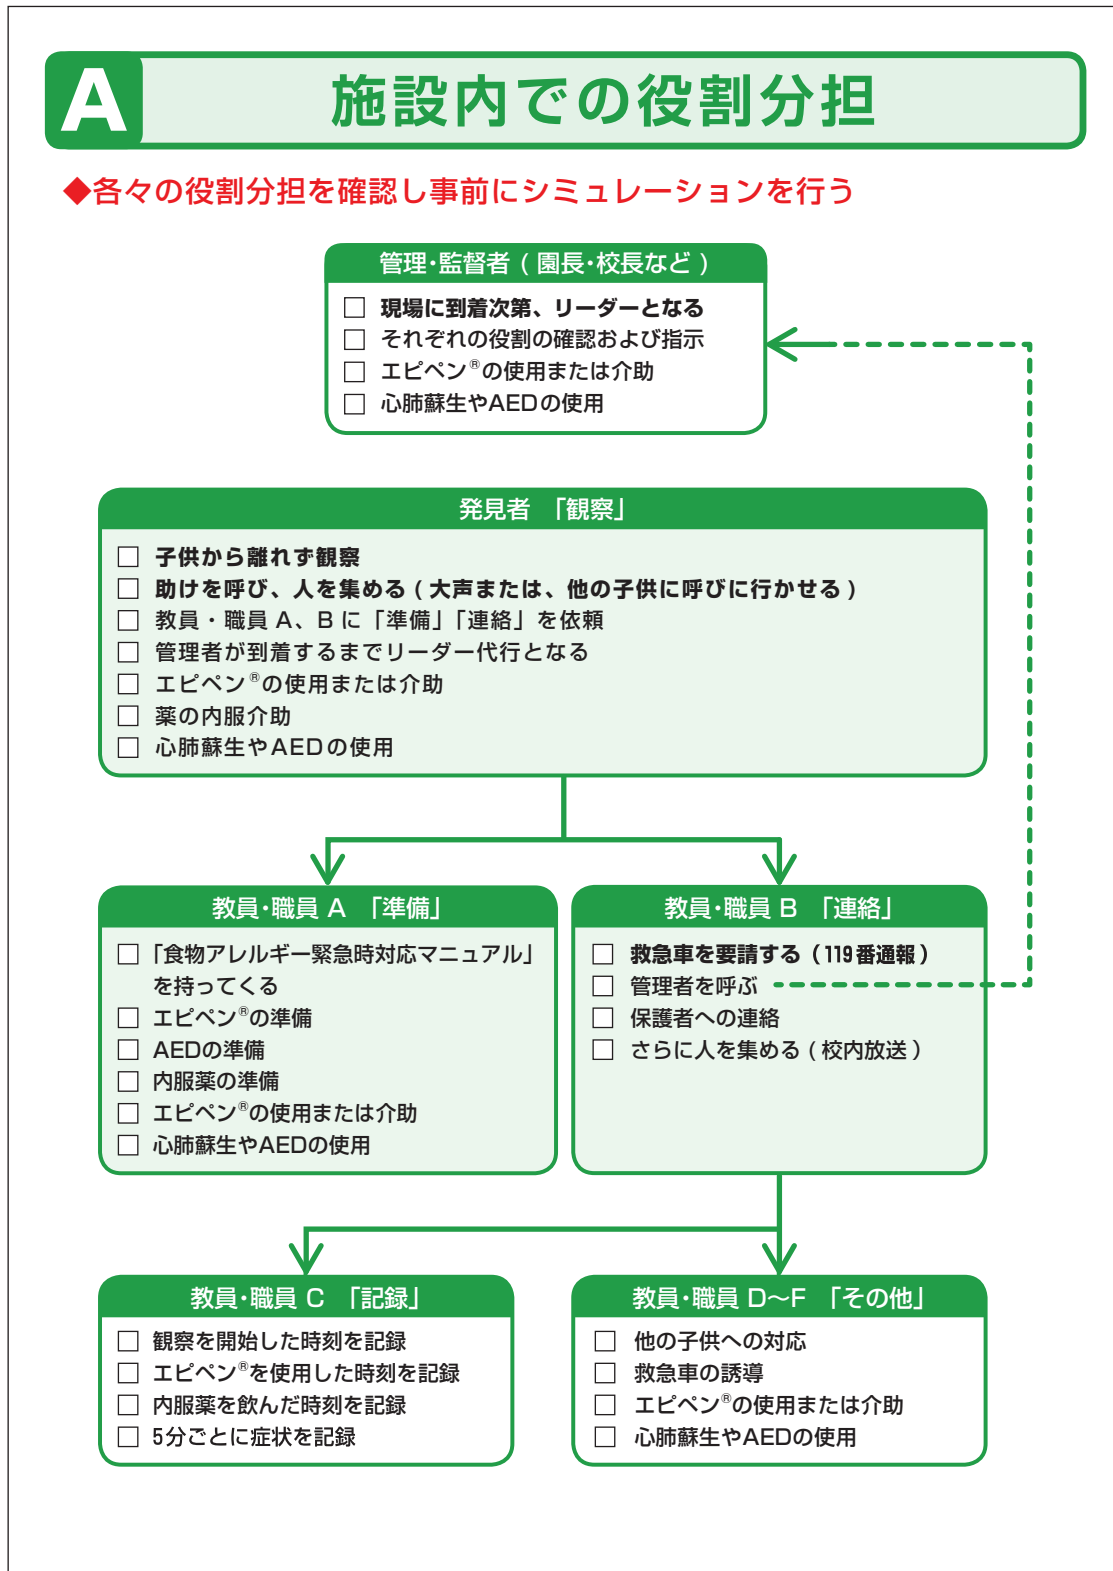 A
施設内での役割分担
◆各々の役割分担を確認し事前にシミュレーションを行う
管理・監督者(園長・校長など)
□ 現場に到着次第、リーダーとなる
□ それぞれの役割の確認および指示
□ エピペン®の使用または介助
□ 心肺蘇生やAEDの使用
発見者 「観察」
□ 子供から離れず観察
□ 助けを呼び、人を集める(大声または、他の子供に呼びに行かせる)
□ 教員・職員 A、B に「準備」「連絡」を依頼
□ 管理者が到着するまでリーダー代行となる
□ エピペン®の使用または介助
□ 薬の内服介助
□ 心肺蘇生やAEDの使用
教員・職員 A 「準備」
□ 「食物アレルギー緊急時対応マニュアル」
を持ってくる
□ エピペン®の準備
□ AEDの準備
□ 内服薬の準備
□ エピペン®の使用または介助
□ 心肺蘇生やAEDの使用
教員・職員 B 「連絡」
□ 救急車を要請する(119番通報)
□ 管理者を呼ぶ
□ 保護者への連絡
□ さらに人を集める(校内放送)
教員・職員 C 「記録」
□ 観察を開始した時刻を記録
□ エピペン®を使用した時刻を記録
□ 内服薬を飲んだ時刻を記録
□ 5分ごとに症状を記録
教員・職員 D〜F 「その他」
□ 他の子供への対応
□ 救急車の誘導
□ エピペン®の使用または介助
□ 心肺蘇生やAEDの使用